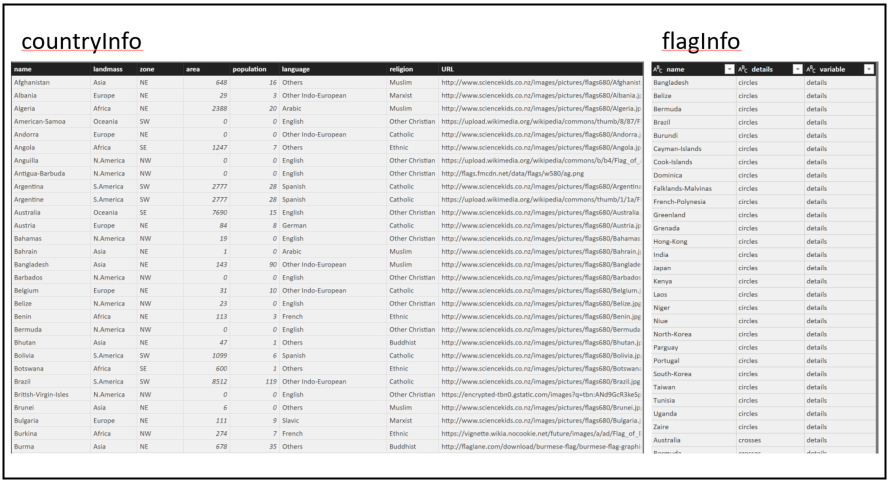 countryInfo
flagInfo
name landmass zone area population language religion URL
Afghanistan Asia NE 648 16 Others Muslim http://www.sciencekids.co.nz/images/pictures/flags680/Afghanist
Albania Europe NE 29 3 Other Indo-European Marxist http://www.sciencekids.co.nz/images/pictures/flags680/Albania.j
Algeria Africa NE 2388 20 Arabic Muslim http://www.sciencekids.co.nz/images/pictures/flags680/Algeria.jp
American-Samoa Oceania SW 0 0 English Other Christian https://upload.wikimedia.org/wikipedia/commons/thumb/8/87/F
Andorra Europe NE 0 0 Other Indo-European Catholic http://www.sciencekids.co.nz/images/pictures/flags680/Andorra.j
Angola Africa SE 1247 7 Others Ethnic http://www.sciencekids.co.nz/images/pictures/flags680/Angola.jp
Anguilla N.America NW 0 0 English Other Christian https://upload.wikimedia.org/wikipedia/commons/b/b4/Flag_of_
Antigua-Barbuda N.America NW 0 0 English Other Christian http://flags.fmcdn.net/data/flags/w580/ag.png
Argentina S.America SW 2777 28 Spanish Catholic http://www.sciencekids.co.nz/images/pictures/flags680/Argentina
Argentine S.America SW 2777 28 Spanish Catholic https://upload.wikimedia.org/wikipedia/commons/thumb/1/1a/F
Australia Oceania SE 7690 15 English Other Christian http://www.sciencekids.co.nz/images/pictures/flags680/Australia.
Austria Europe NE 84 8 German Catholic http://www.sciencekids.co.nz/images/pictures/flags680/Austria.jp
Bahamas N.America NW 19 0 English Other Christian http://www.sciencekids.co.nz/images/pictures/flags680/Bahamas
Bahrain Asia NE 1 0 Arabic Muslim http://www.sciencekids.co.nz/images/pictures/flags680/Bahrain.j
Bangladesh Asia NE 143 90 Other Indo-European Muslim http://www.sciencekids.co.nz/images/pictures/flags680/Banglade
Barbados N.America NW 0 0 English Other Christian http://www.sciencekids.co.nz/images/pictures/flags680/Barbados
Belgium Europe NE 31 10 Other Indo-European Catholic http://www.sciencekids.co.nz/images/pictures/flags680/Belgium.j
Belize N.America NW 23 0 English Other Christian http://www.sciencekids.co.nz/images/pictures/flags680/Belize.jpg
Benin Africa NE 113 3 French Ethnic http://www.sciencekids.co.nz/images/pictures/flags680/Benin.jpg
Bermuda N.America NW 0 0 English Other Christian http://www.sciencekids.co.nz/images/pictures/flags680/Bermuda
Bhutan Asia NE 47 1 Others Buddhist http://www.sciencekids.co.nz/images/pictures/flags680/Bhutan.j
Bolivia S.America SW 1099 6 Spanish Catholic http://www.sciencekids.co.nz/images/pictures/flags680/Bolivia.jp
Botswana Africa SE 600 1 Others Ethnic http://www.sciencekids.co.nz/images/pictures/flags680/Botswana
Brazil S.America SW 8512 119 Other Indo-European Catholic http://www.sciencekids.co.nz/images/pictures/flags680/Brazil.jpg
British-Virgin-Isles N.America NW 0 0 English Other Christian
Brunei Asia NE 6 0 Others Muslim http://www.sciencekids.co.nz/images/pictures/flags680/Brunei.jp
Bulgaria Europe NE 111 9 Slavic Marxist http://www.sciencekids.co.nz/images/pictures/flags680/Bulgaria.j
Burkina Africa NW 274 7 French Ethnic https://vignette.wikia.nocookie.net/future/images/a/ad/Flag_of_
Burma Asia NE 678 35 Others Buddhist http://flaglane.com/download/burmese-flag/burmese-flag-graphi
name details variable
Bangladesh circles details
Belize circles details
Bermuda circles details
Brazil circles details
Burundi circles details
Cayman-Islands circles details
Cook-Islands circles details
Dominica circles details
Falklands-Malvinas circles details
French-Polynesia circles details
Greenland circles details
Grenada circles details
Hong-Kong circles details
India circles details
Japan circles details
Kenya circles details
Laos circles details
Niger circles details
Niue circles details
North-Korea circles details
Parguay circles details
Portugal circles details
South-Korea circles details
Taiwan circles details
Tunisia circles details
Uganda circles details
Zaire circles details
Australia crosses details
Bermuda crosses details